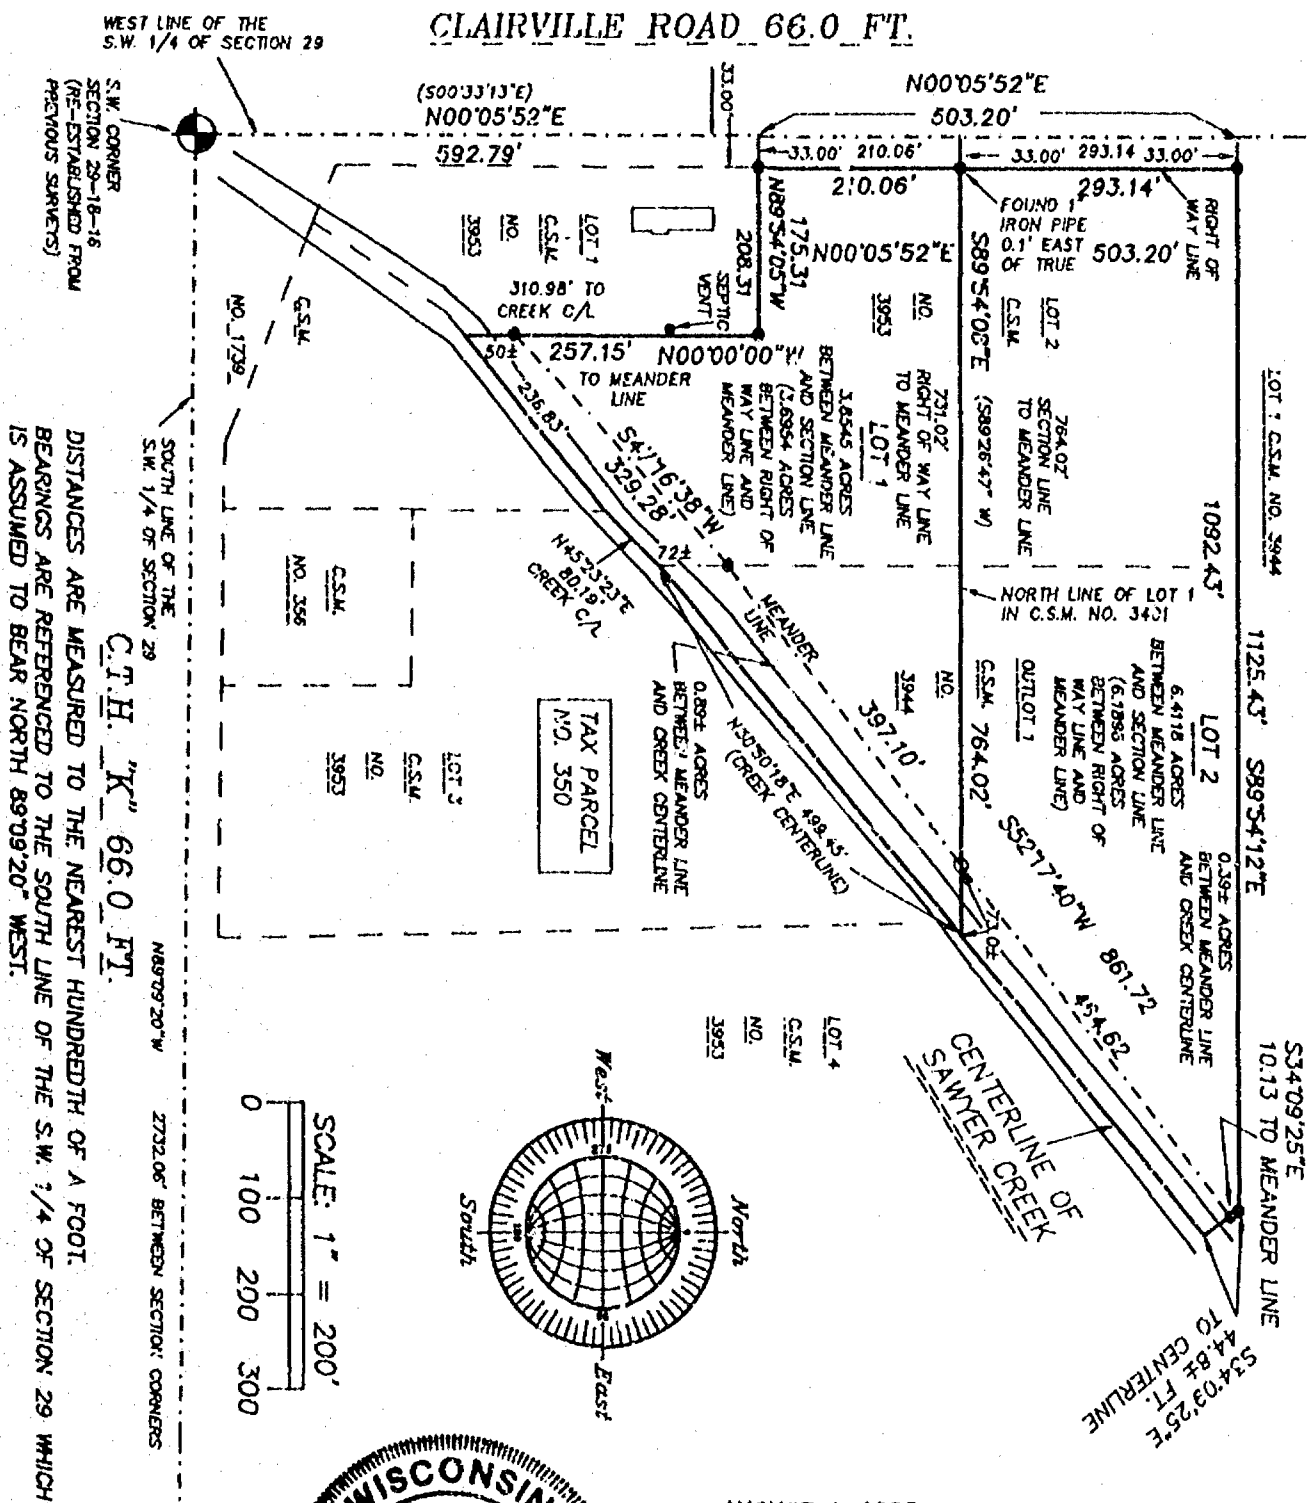 WEST LINE OF THE
S.W. 1/4 OF SECTION 29
CLAIRVILLE ROAD 66.0 FT.
S.W. CORNER
SECTION 29-18-16
(RE-ESTABLISHED FROM
PREVIOUS SURVEYS)
(S00°33'13"E)
N00°05'52"E
592.79'
33.00'
N00°05'52"E
503.20'
33.00' 210.06'
33.00' 293.14 33.00'
210.06'
293.14'
FOUND 1"
IRON PIPE
0.1' EAST
OF TRUE
RIGHT OF
WAY LINE
N00°05'52"E
503.20'
175.31
N89°54'05"W
208.31
SEPTIC
VENT
LOT 1
C.S.M.
NO.
3953
310.98' TO
CREEK C/L
50±
257.15'
N00°00'00"W
TO MEANDER
LINE
C.S.M.
NO. 1739
236.83'
S41°16'38"W
329.28'
NO.
3953
731.02'
RIGHT OF WAY LINE
TO MEANDER LINE
LOT 1
3.8545 ACRES
BETWEEN MEANDER LINE
AND SECTION LINE
(3.6954 ACRES
BETWEEN RIGHT OF
WAY LINE AND
MEANDER LINE)
LOT 2
C.S.M.
S89°54'08"E
(S89°26'47" W)
764.02'
SECTION LINE
TO MEANDER LINE
LOT 1 C.S.M. NO. 3944
1092.43'
1125.43' S89°54'12"E
NORTH LINE OF LOT 1
IN C.S.M. NO. 3401
72±
N45°23'23"E
80.19'
CREEK C/L
MEANDER
LINE
SOUTH LINE OF THE
S.W. 1/4 OF SECTION 29
C.S.M.
NO. 356
0.89± ACRES
BETWEEN MEANDER LINE
AND CREEK CENTERLINE
N30°50'18"E 499.45'
(CREEK CENTERLINE)
397.10'
NO.
3944
C.S.M.
764.02'
OUTLOT 1
LOT 2
6.4118 ACRES
BETWEEN MEANDER LINE
AND SECTION LINE
(6.1896 ACRES
BETWEEN RIGHT OF
WAY LINE AND
MEANDER LINE)
0.39± ACRES
BETWEEN MEANDER LINE
AND CREEK CENTERLINE
S52°17'40"W 861.72
464.62
73.0±
TAX PARCEL
NO. 350
LOT 3
C.S.M.
NO.
3953
LOT 4
C.S.M.
NO.
3953
CENTERLINE OF
SAWYER CREEK
S34°09'25"E
10.13 TO MEANDER LINE
S34°09'25"E
44.8± FT.
TO CENTERLINE
North
South
East
West
SCALE: 1" = 200'
0 100 200 300
N89°09'20"W 2732.06' BETWEEN SECTION CORNERS
C.T.H. "K" 66.0 FT.
DISTANCES ARE MEASURED TO THE NEAREST HUNDREDTH OF A FOOT.
BEARINGS ARE REFERENCED TO THE SOUTH LINE OF THE S.W. 1/4 OF SECTION 29 WHICH
IS ASSUMED TO BEAR NORTH 89°09'20" WEST.
WISCONSIN